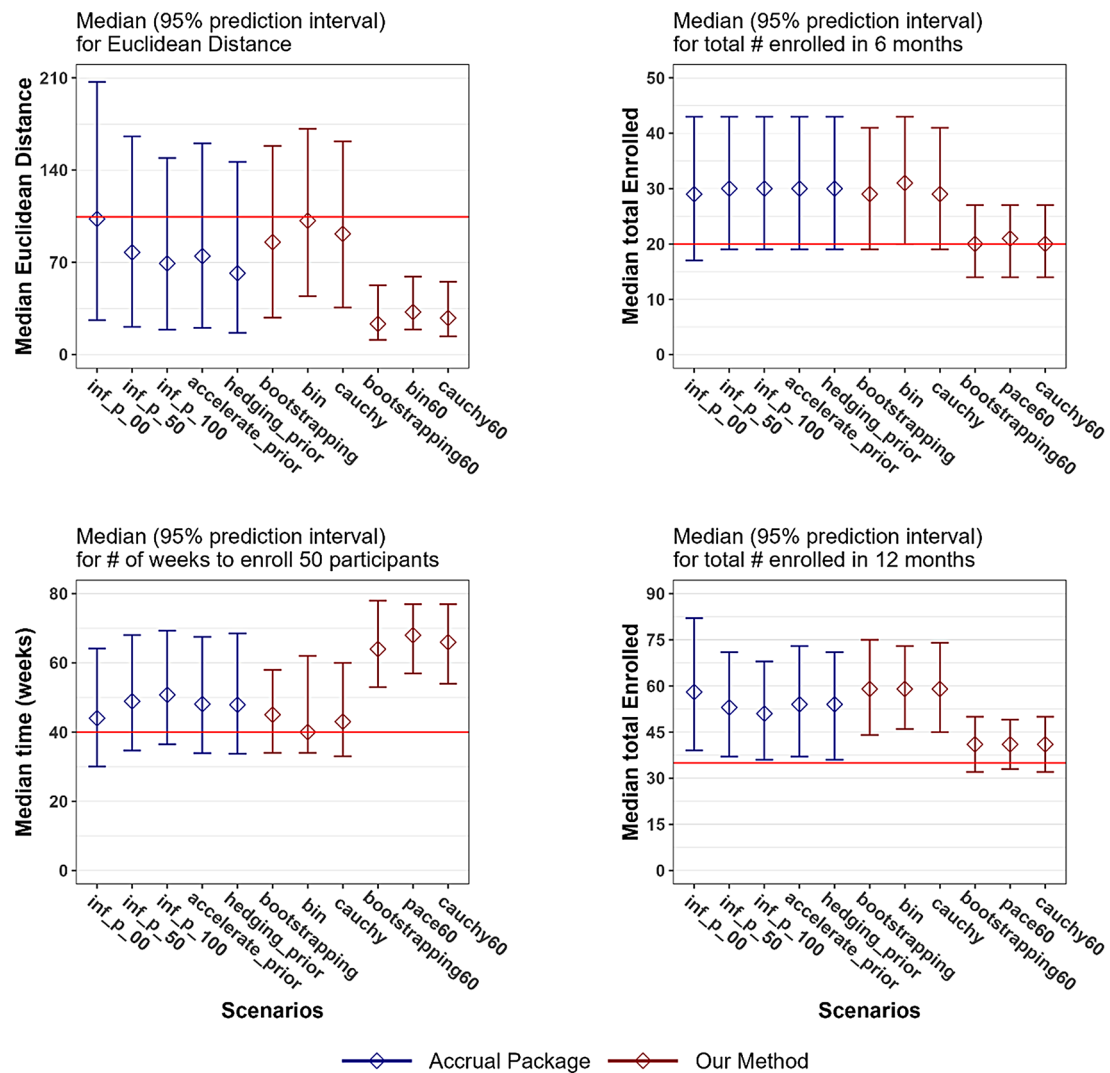 Median (95% prediction interval)
for Euclidean Distance
Median Euclidean Distance
210
140
70
0
inf_p_00
inf_p_50
inf_p_100
accelerate_prior
hedging_prior
bootstrapping
bin
cauchy
bootstrapping60
bin60
cauchy60
Median (95% prediction interval)
for total # enrolled in 6 months
Median total Enrolled
50
40
30
20
10
0
inf_p_00
inf_p_50
inf_p_100
accelerate_prior
hedging_prior
bootstrapping
bin
cauchy
bootstrapping60
pace60
cauchy60
Median (95% prediction interval)
for # of weeks to enroll 50 participants
Median time (weeks)
80
60
40
20
0
inf_p_00
inf_p_50
inf_p_100
accelerate_prior
hedging_prior
bootstrapping
bin
cauchy
bootstrapping60
pace60
cauchy60
Scenarios
Median (95% prediction interval)
for total # enrolled in 12 months
Median total Enrolled
90
75
60
45
30
15
0
inf_p_00
inf_p_50
inf_p_100
accelerate_prior
hedging_prior
bootstrapping
bin
cauchy
bootstrapping60
pace60
cauchy60
Scenarios
Accrual Package
Our Method